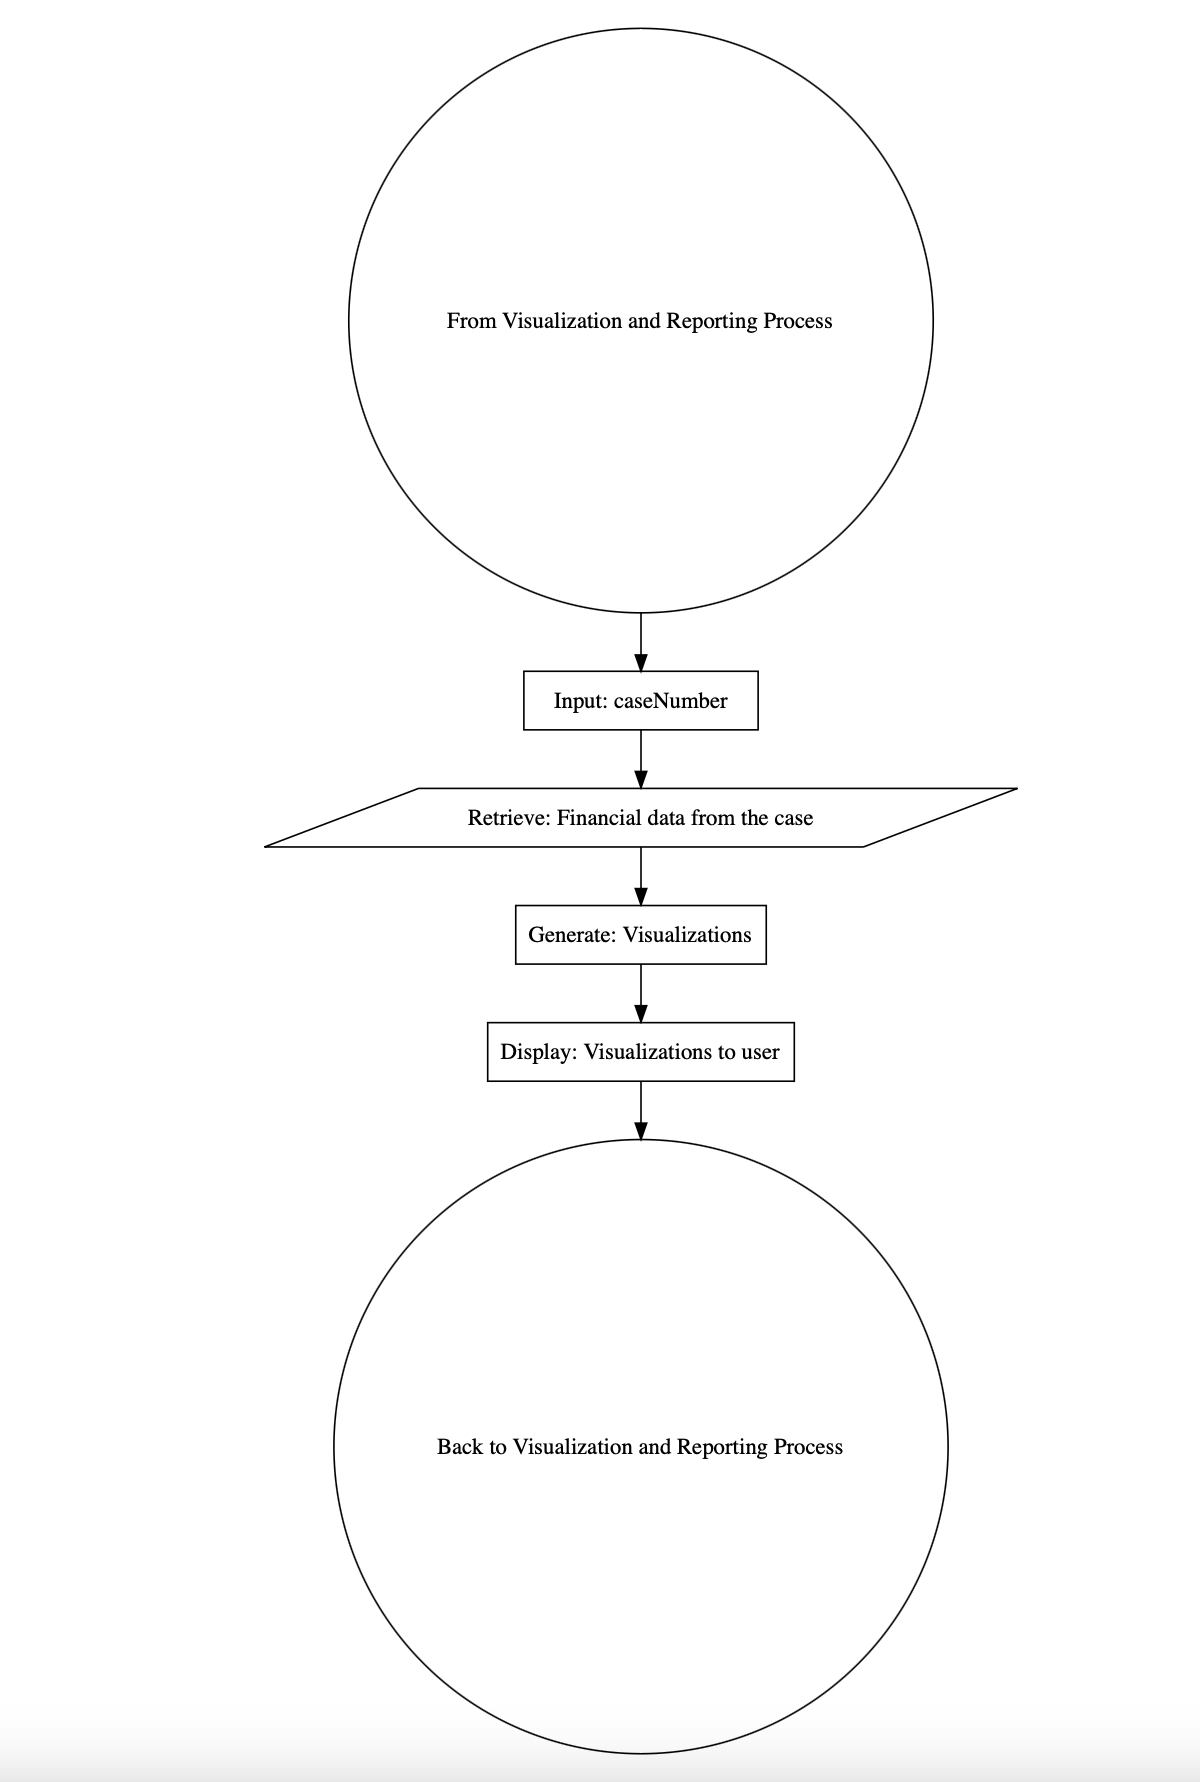 From Visualization and Reporting Process
Input: caseNumber
Retrieve: Financial data from the case
Generate: Visualizations
Display: Visualizations to user
Back to Visualization and Reporting Process